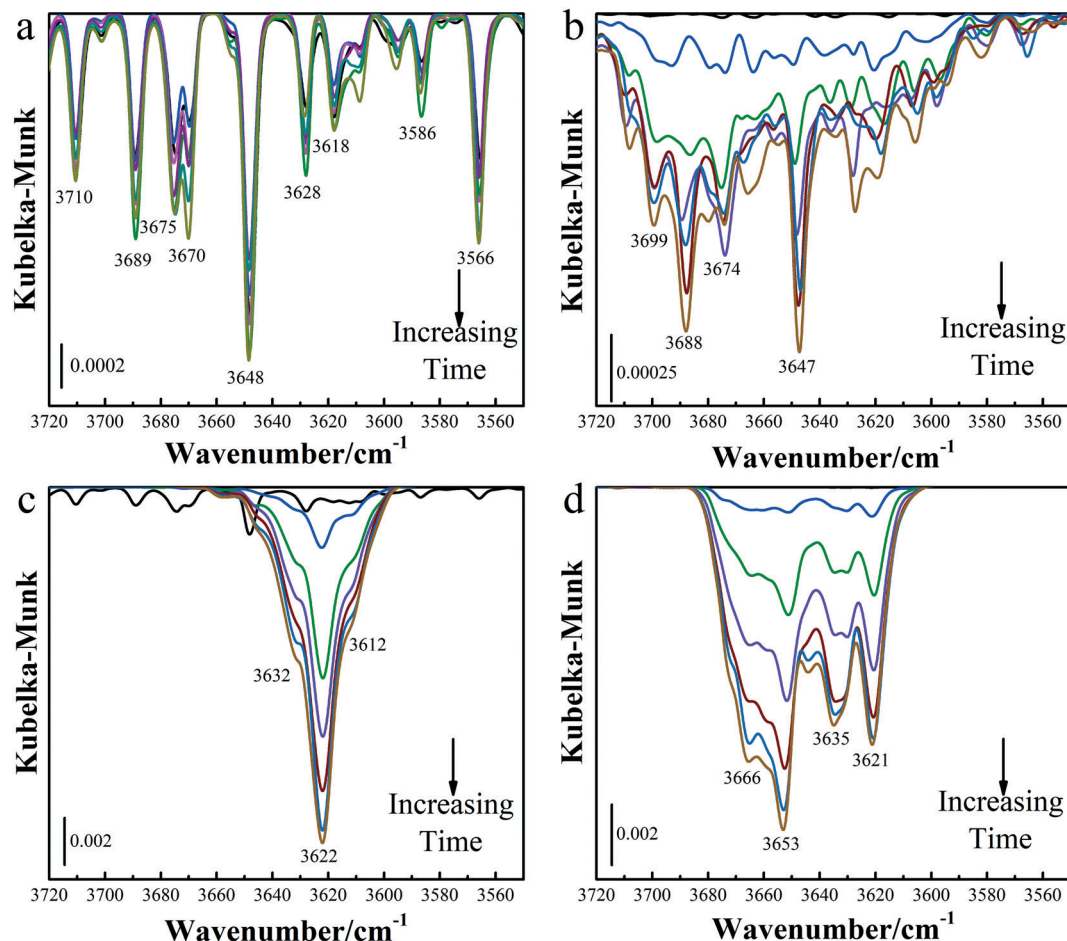 a
Kubelka-Munk
3710
3689
3675
3670
3648
3628
3618
3586
3566
Increasing
Time
0.0002
3720 3700 3680 3660 3640 3620 3600 3580 3560
Wavenumber/cm-1
b
Kubelka-Munk
3699
3688
3674
3647
Increasing
Time
0.00025
3720 3700 3680 3660 3640 3620 3600 3580 3560
Wavenumber/cm-1
c
Kubelka-Munk
3632
3612
3622
Increasing
Time
0.002
3720 3700 3680 3660 3640 3620 3600 3580 3560
Wavenumber/cm-1
d
Kubelka-Munk
3666
3653
3635
3621
Increasing
Time
0.002
3720 3700 3680 3660 3640 3620 3600 3580 3560
Wavenumber/cm-1